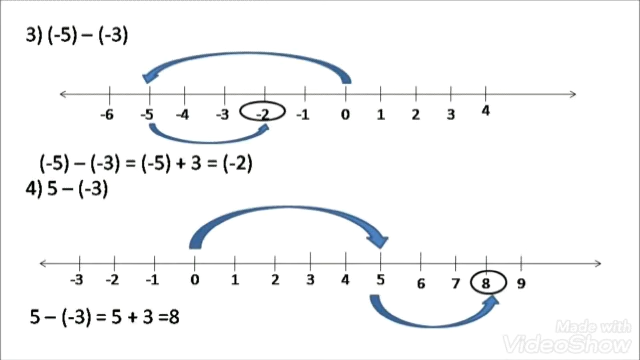 3) (-5) – (-3)
-6 -5 -4 -3 -2 -1 0 1 2 3 4
(-5) – (-3) = (-5) + 3 = (-2)
4) 5 – (-3)
-3 -2 -1 0 1 2 3 4 5 6 7 8 9
5 – (-3) = 5 + 3 =8
Made with
VideoShow